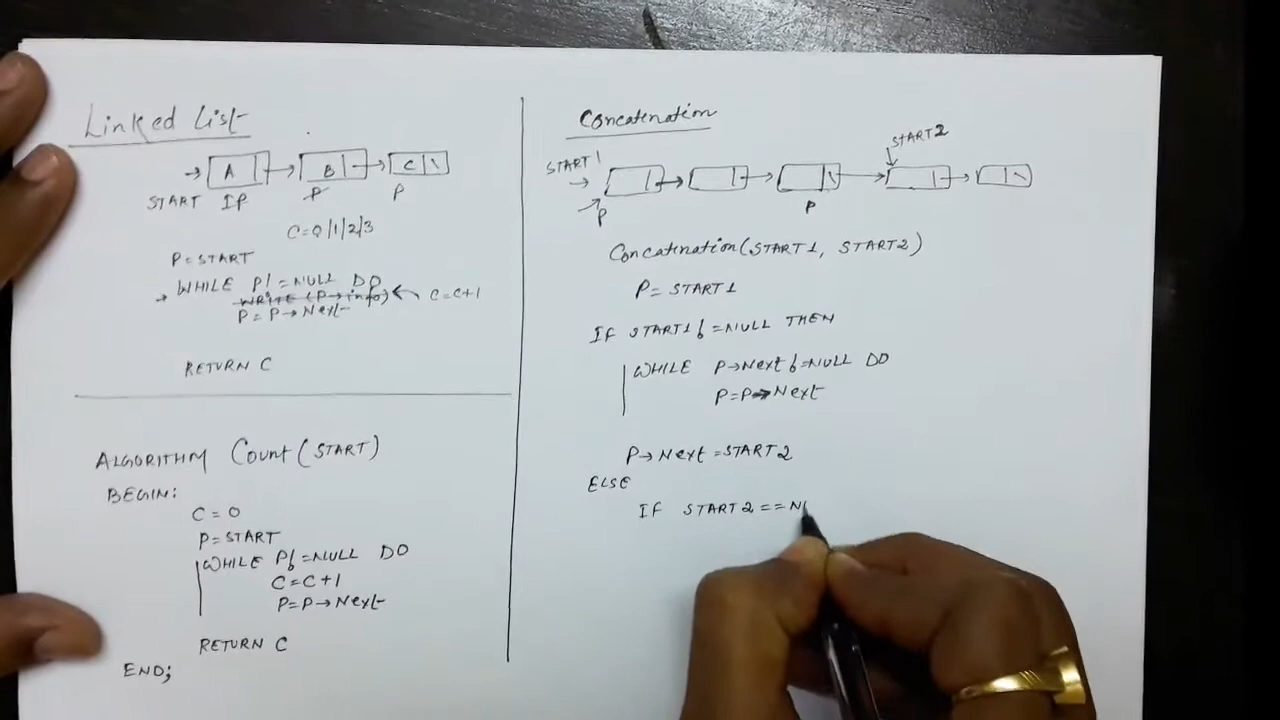 Linked List
A B C
START 1P P P
C=0/1/2/3
P=START
WHILE P!=NULL DO
WRITE (P→info) C=C+1
P=P→Next
RETURN C
ALGORITHM Count(START)
BEGIN:
C=0
P=START
WHILE P!=NULL DO
C=C+1
P=P→Next
RETURN C
END;
Concatenation
START1
START2
P
P
Concatenation(START1, START2)
P=START1
IF START1!=NULL THEN
WHILE P→Next!=NULL DO
P=P→Next
P→Next=START2
ELSE
IF START2==N